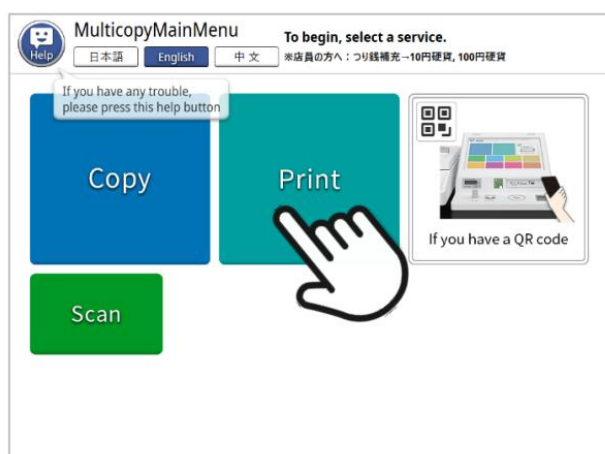 MulticopyMainMenu
To begin, select a service.
Help
日本語
English
中文
※店員の方へ：つり銭補充→10円硬貨, 100円硬貨
If you have any trouble,
please press this help button
Copy
Print
If you have a QR code
Scan